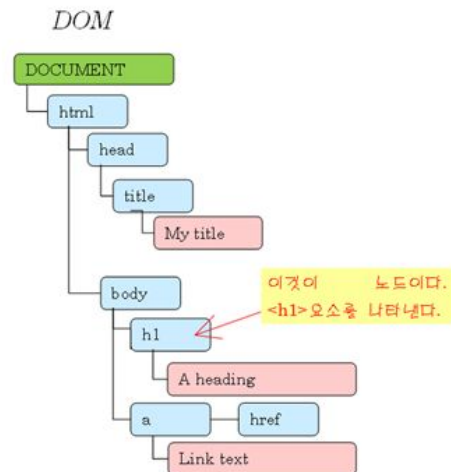 DOM
DOCUMENT
html
head
title
My title
body
h1
이것이 노드이다.
<h1>요소를 나타낸다.
A heading
a href
Link text